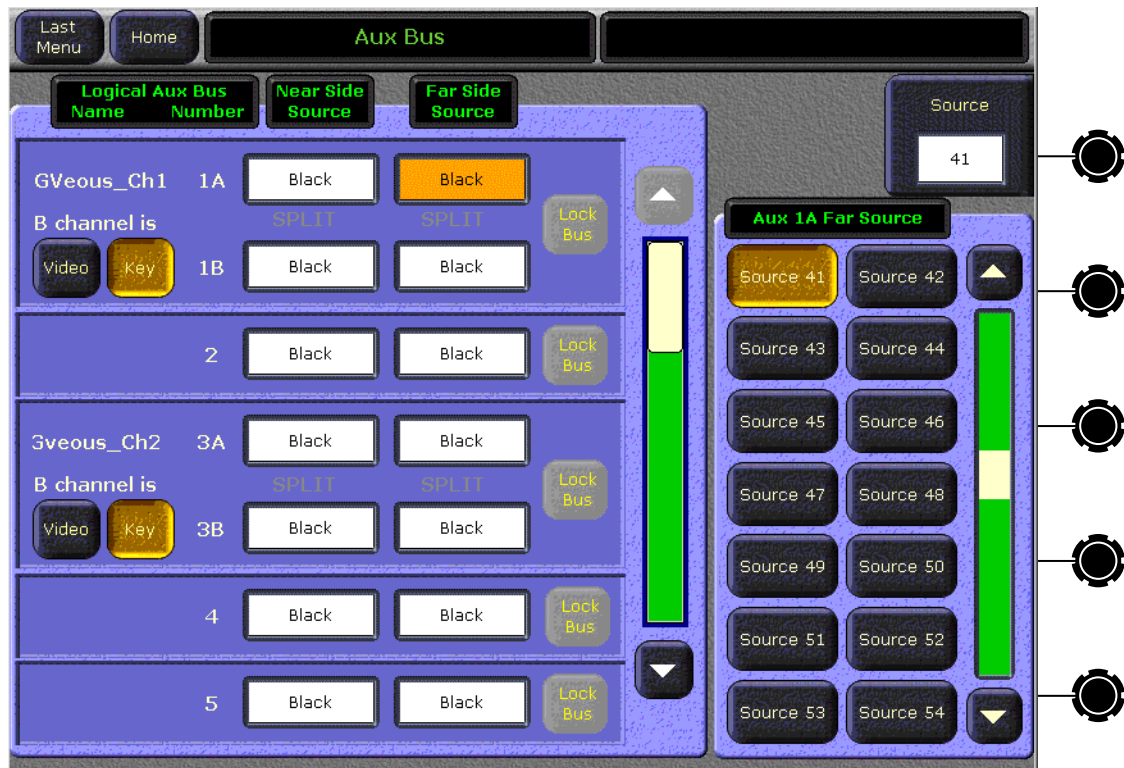 Last
Menu
Home
Aux Bus
Logical Aux Bus
Name Number
Near Side
Source
Far Side
Source
Source
41
GVeous_Ch1 1A Black Black
B channel is SPLIT SPLIT
Lock
Bus
Video Key 1B Black Black
2 Black Black
Lock
Bus
3veous_Ch2 3A Black Black
B channel is SPLIT SPLIT
Lock
Bus
Video Key 3B Black Black
4 Black Black
Lock
Bus
5 Black Black
Lock
Bus
Aux 1A Far Source
Source 41 Source 42
Source 43 Source 44
Source 45 Source 46
Source 47 Source 48
Source 49 Source 50
Source 51 Source 52
Source 53 Source 54